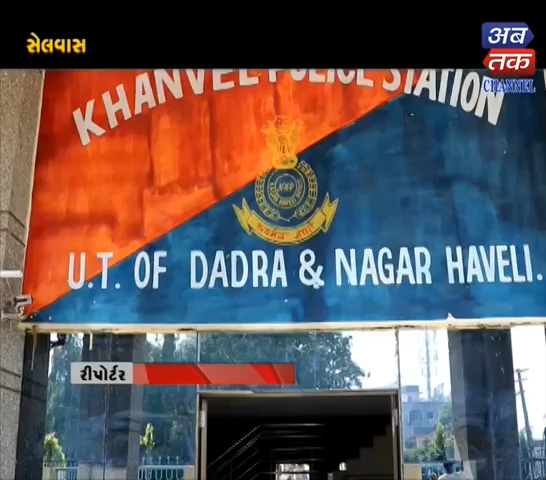 સેલવાસ
અબ
તક
CHANNEL
KHANVEL POLICE STATION
U.T. OF DADRA & NAGAR HAVELI.
રીપોર્ટર